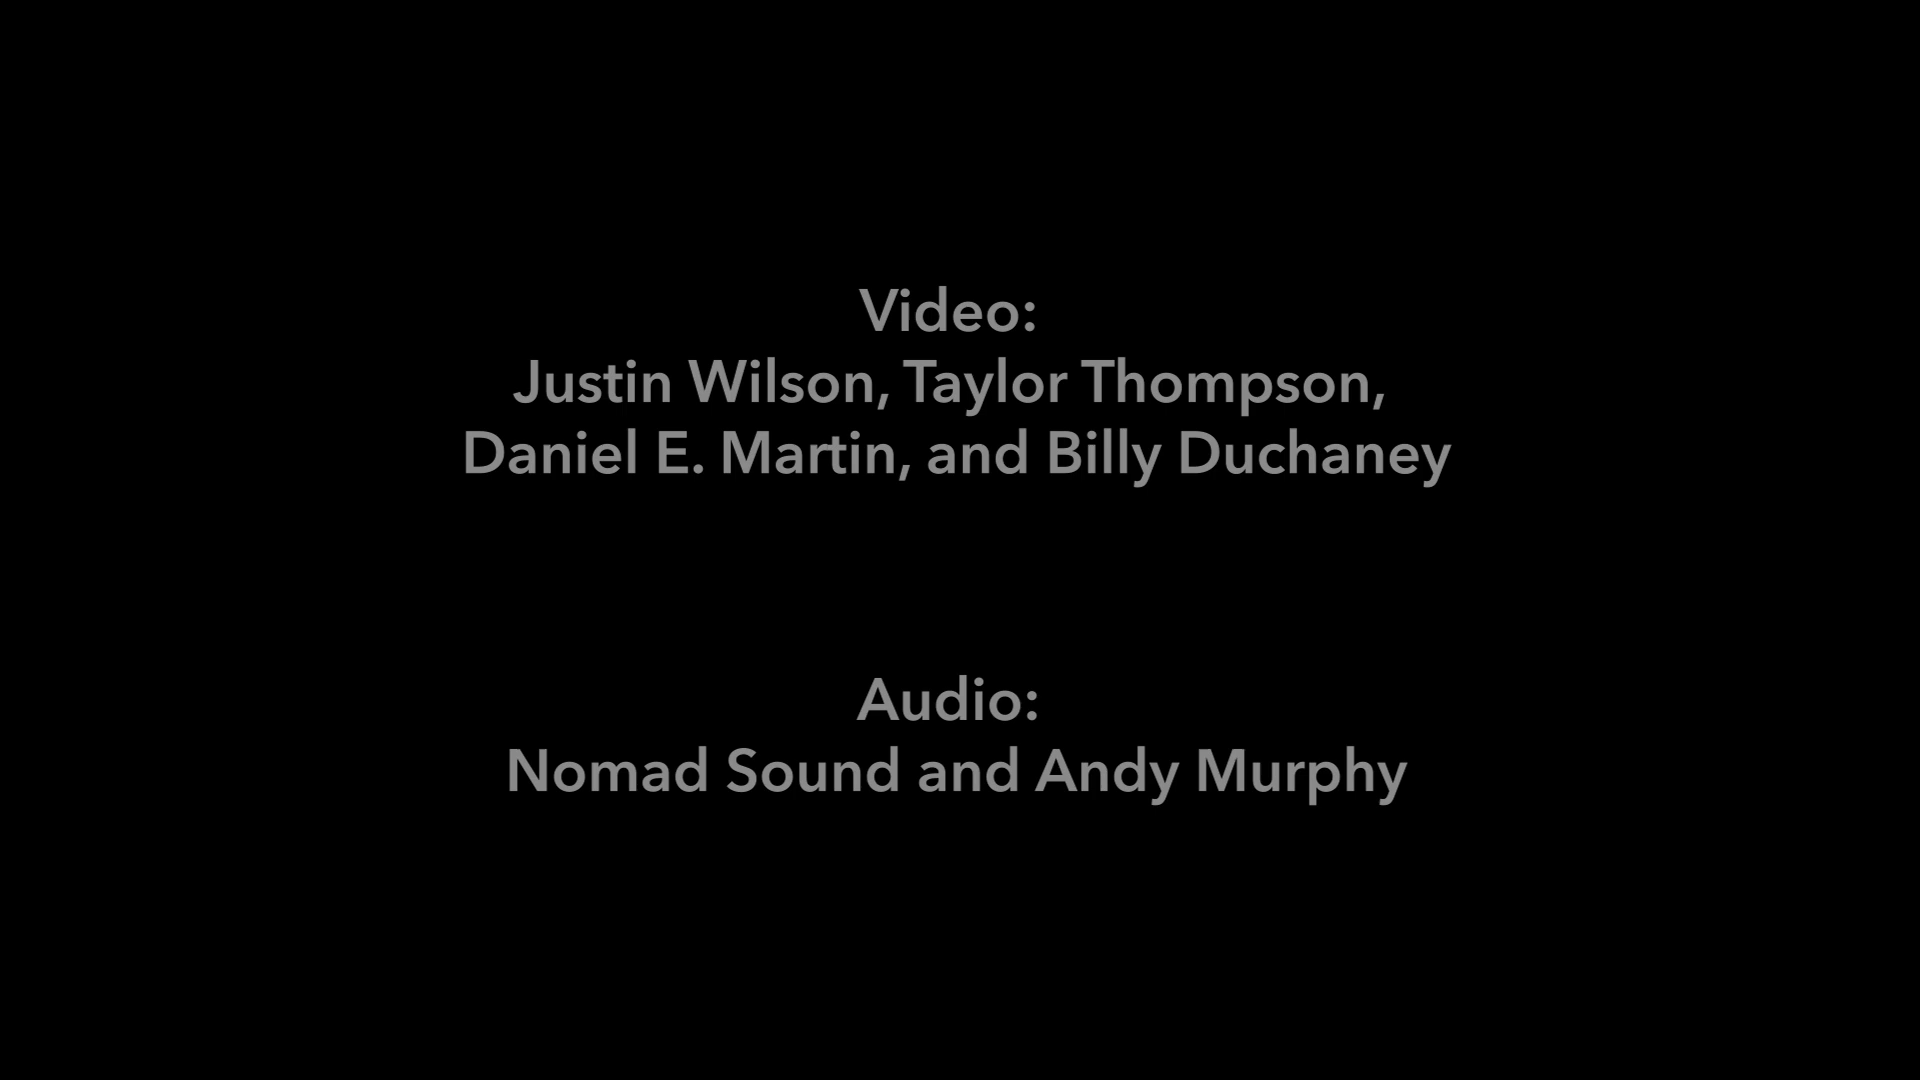 Video:
Justin Wilson, Taylor Thompson,
Daniel E. Martin, and Billy Duchaney
Audio:
Nomad Sound and Andy Murphy